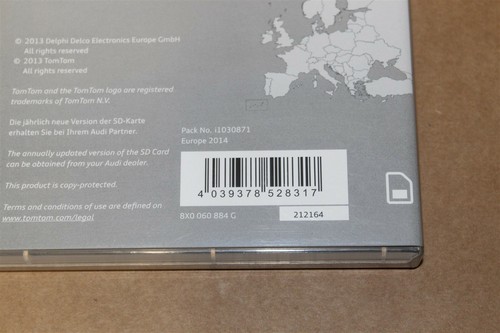 © 2013 Delphi Delco Electronics Europe GmbH
All rights reserved
© 2013 TomTom
All rights reserved
TomTom and the TomTom logo are registered
trademarks of TomTom N.V.
Die jährlich neue Version der SD-Karte
erhalten Sie bei Ihrem Audi Partner.
The annually updated version of the SD Card
can be obtained from your Audi dealer.
This product is copy-protected.
Terms and conditions of use are defined on
www.tomtom.com/legal
Pack No. i1030871
Europe 2014
4 039378 528317
8X0 060 884 G
212164